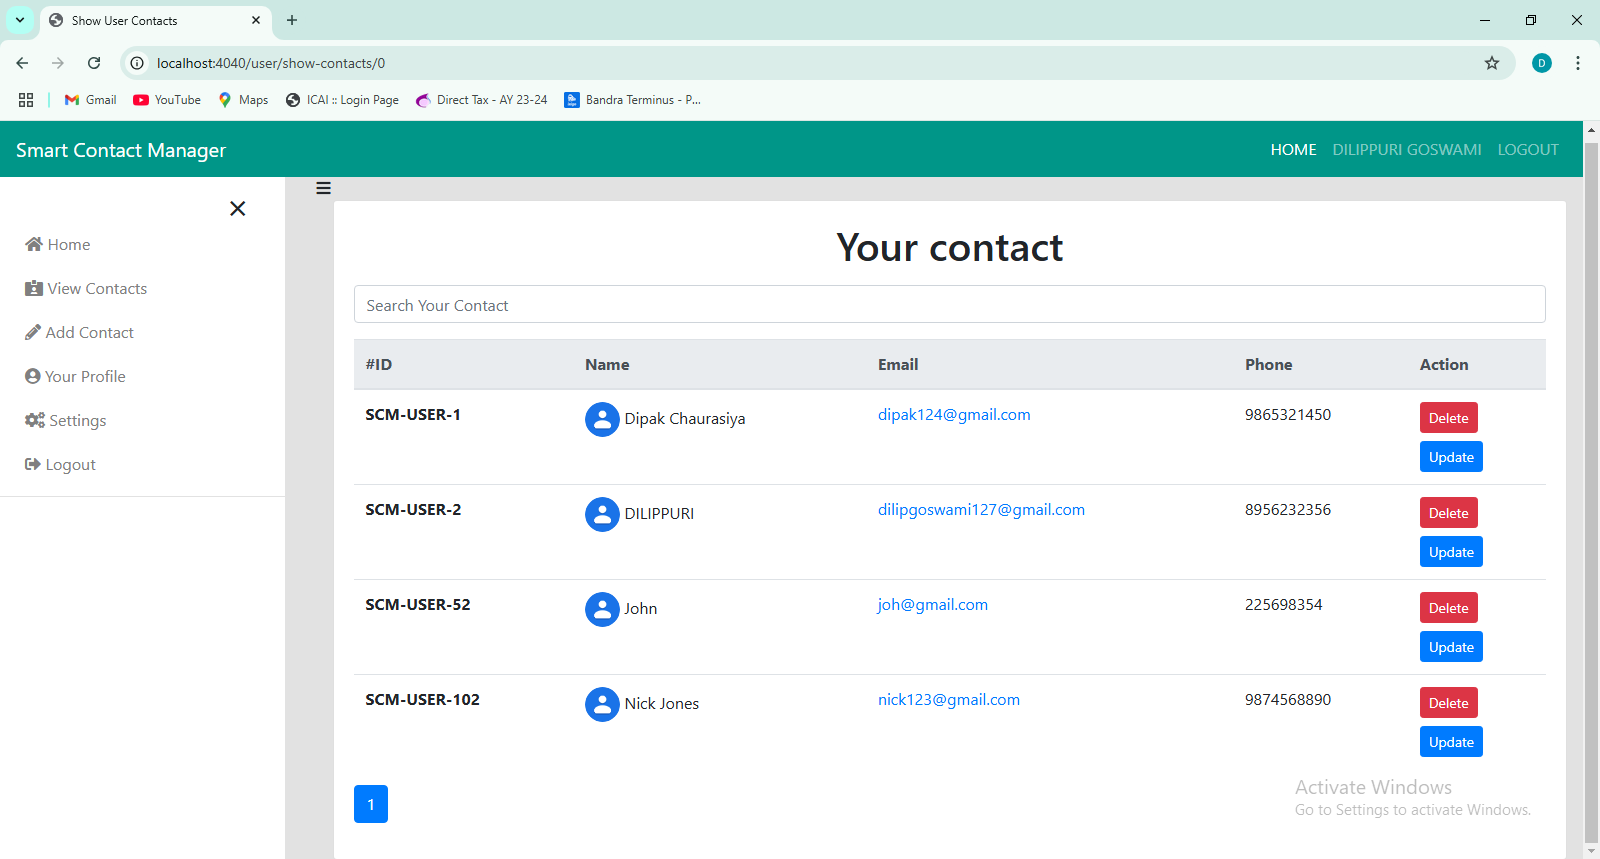 Show User Contacts
localhost:4040/user/show-contacts/0
D
Gmail YouTube Maps ICAI :: Login Page Direct Tax - AY 23-24 Bandra Terminus - P...
Smart Contact Manager HOME DILIPPURI GOSWAMI LOGOUT
Home
View Contacts
Add Contact
Your Profile
Settings
Logout
Your contact
Search Your Contact
#ID Name Email Phone Action
SCM-USER-1 Dipak Chaurasiya dipak124@gmail.com 9865321450 Delete
Update
SCM-USER-2 DILIPPURI dilipgoswami127@gmail.com 8956232356 Delete
Update
SCM-USER-52 John joh@gmail.com 225698354 Delete
Update
SCM-USER-102 Nick Jones nick123@gmail.com 9874568890 Delete
Update
1
Activate Windows
Go to Settings to activate Windows.